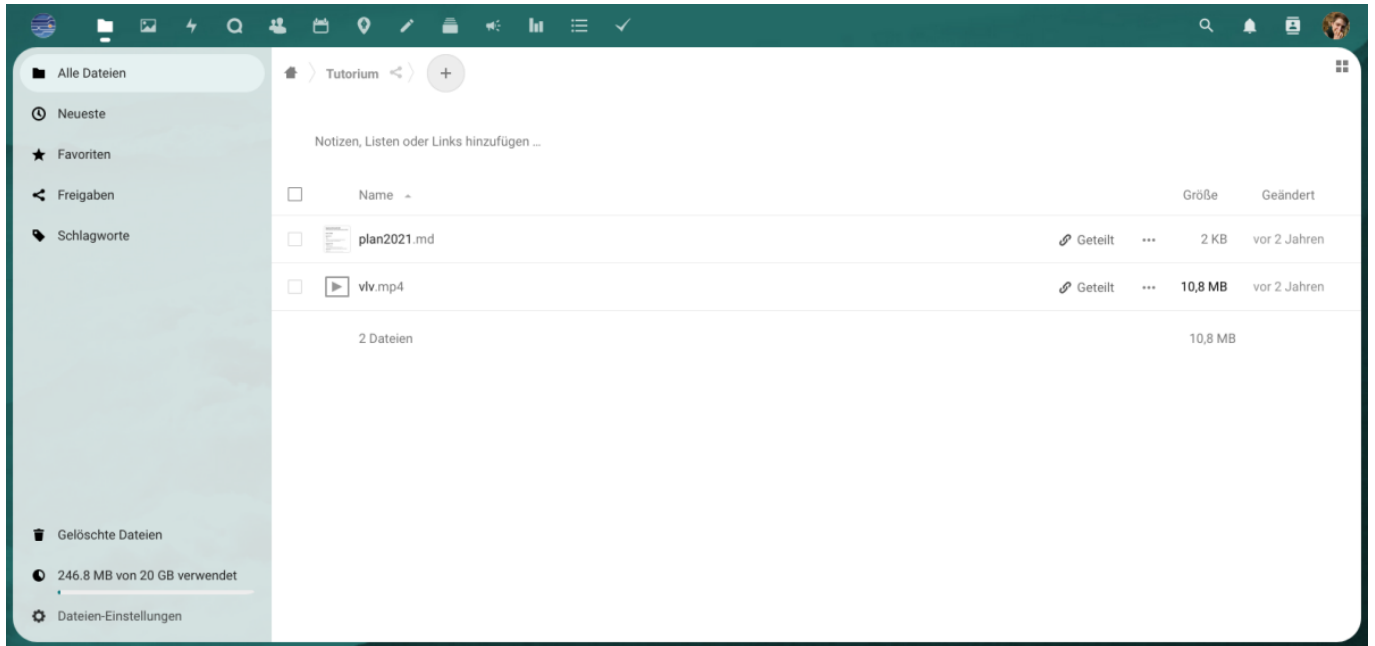 Alle Dateien
Neueste
Favoriten
Freigaben
Schlagworte
Gelöschte Dateien
246.8 MB von 20 GB verwendet
Dateien-Einstellungen
Tutorium
Notizen, Listen oder Links hinzufügen ...
Name Größe Geändert
plan2021.md Geteilt ... 2 KB vor 2 Jahren
vlv.mp4 Geteilt ... 10,8 MB vor 2 Jahren
2 Dateien 10,8 MB